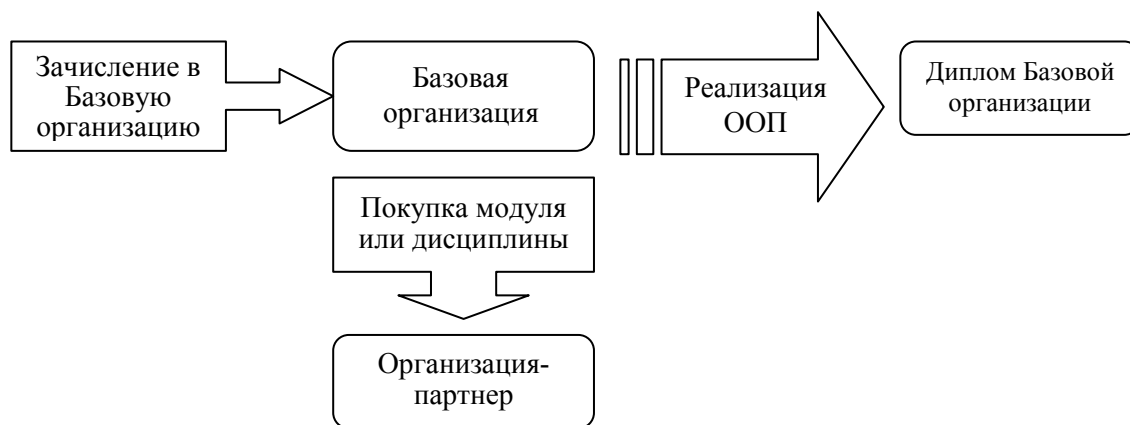 Зачисление в
Базовую
организацию
Базовая
организация
Реализация
ООП
Диплом Базовой
организации
Покупка модуля
или дисциплины
Организация-
партнер